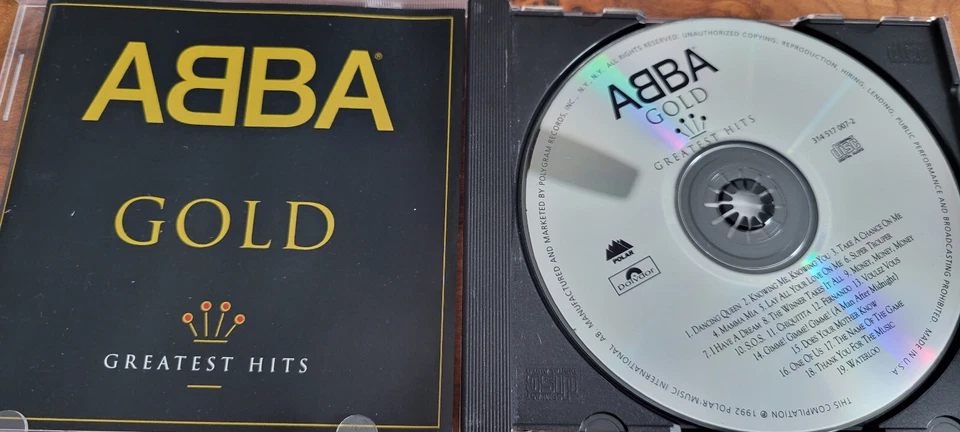 ABBA®
GOLD
GREATEST HITS
ABBA
GOLD
GREATEST HITS
314 517 007-2
POLAR
Polydor
1. DANCING QUEEN 2. KNOWING ME, KNOWING YOU 3. TAKE A CHANCE ON ME
4. MAMMA MIA 5. LAY ALL YOUR LOVE ON ME 6. SUPER TROUPER
7. I HAVE A DREAM 8. THE WINNER TAKES IT ALL 9. MONEY, MONEY, MONEY
10. S.O.S. 11. CHIQUITITA 12. FERNANDO 13. VOULEZ VOUS
14. GIMME! GIMME! GIMME! (A Man After Midnight)
15. DOES YOUR MOTHER KNOW
16. ONE OF US 17. THE NAME OF THE GAME
18. THANK YOU FOR THE MUSIC
19. WATERLOO
THIS COMPILATION ℗ 1992 POLAR MUSIC INTERNATIONAL AB MANUFACTURED AND MARKETED BY POLYGRAM RECORDS, INC., N.Y., N.Y. ALL RIGHTS RESERVED. UNAUTHORIZED COPYING, REPRODUCTION, HIRING, LENDING, PUBLIC PERFORMANCE AND BROADCASTING PROHIBITED MADE IN U.S.A